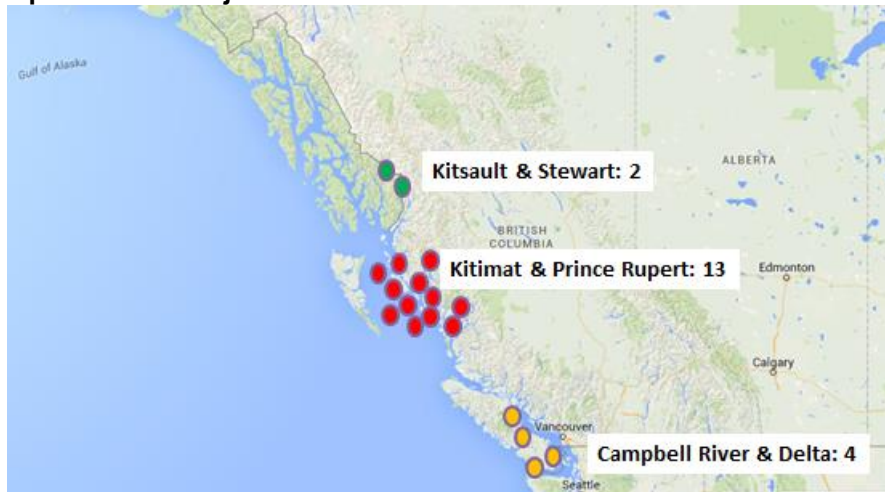 Gulf of Alaska
Kitsault & Stewart: 2
ALBERTA
BRITISH
COLUMBIA
Kitimat & Prince Rupert: 13
Edmonton
Calgary
Vancouver
Campbell River & Delta: 4
Seattle